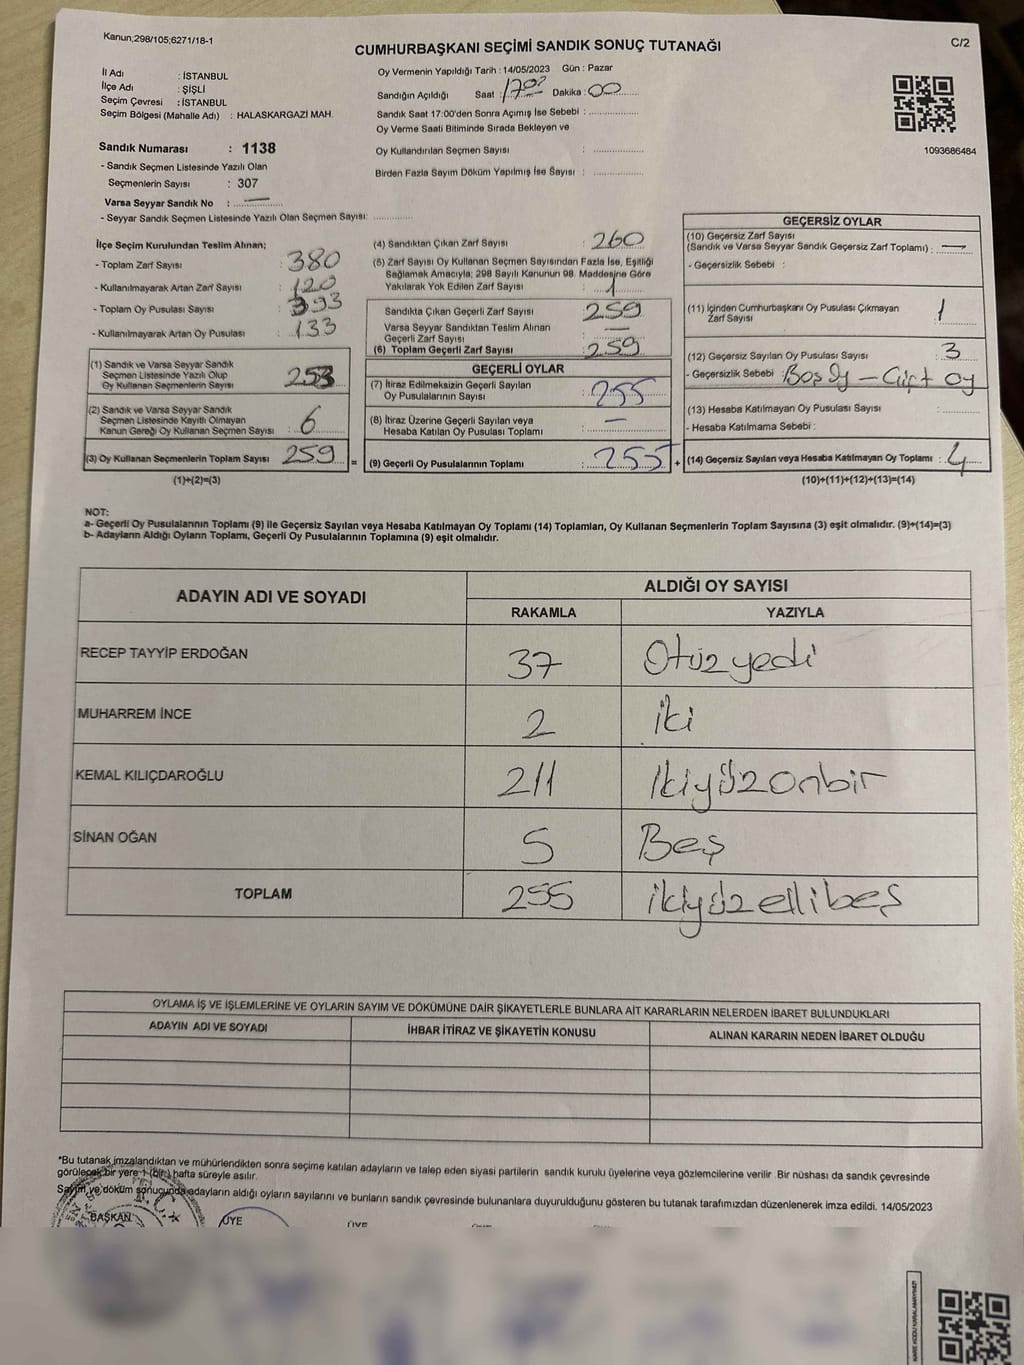 Kanun;298/105;6271/18-1
C/2
CUMHURBAŞKANI SEÇİMİ SANDIK SONUÇ TUTANAĞI
İl Adı : İSTANBUL
İlçe Adı : ŞİŞLİ
Seçim Çevresi : İSTANBUL
Seçim Bölgesi (Mahalle Adı) : HALASKARGAZİ MAH.
Sandık Numarası : 1138
- Sandık Seçmen Listesinde Yazılı Olan
Seçmenlerin Sayısı : 307
Varsa Seyyar Sandık No : —
- Seyyar Sandık Seçmen Listesinde Yazılı Olan Seçmen Sayısı: ............
Oy Vermenin Yapıldığı Tarih : 14/05/2023 Gün : Pazar
Sandığın Açıldığı Saat : 17 Dakika : 00
Sandık Saat 17:00'den Sonra Açımış İse Sebebi : ..............
Oy Verme Saati Bitiminde Sırada Bekleyen ve
Oy Kullandırılan Seçmen Sayısı : ..............
Birden Fazla Sayım Döküm Yapılmış İse Sayısı : ..............
1093686484
İlçe Seçim Kurulundan Teslim Alınan;
- Toplam Zarf Sayısı : 380
- Kullanılmayarak Artan Zarf Sayısı : 120
- Toplam Oy Pusulası Sayısı : 393
- Kullanılmayarak Artan Oy Pusulası : 133
(1) Sandık ve Varsa Seyyar Sandık
Seçmen Listesinde Yazılı Olup
Oy Kullanan Seçmenlerin Sayısı : 253
(2) Sandık ve Varsa Seyyar Sandık
Seçmen Listesinde Kayıtlı Olmayan
Kanun Gereği Oy Kullanan Seçmen Sayısı : 6
(3) Oy Kullanan Seçmenlerin Toplam Sayısı : 259 =
(1)+(2)=(3)
(4) Sandıktan Çıkan Zarf Sayısı : 260
(5) Zarf Sayısı Oy Kullanan Seçmen Sayısından Fazla İse, Eşitliği
Sağlamak Amacıyla; 298 Sayılı Kanunun 98. Maddesine Göre
Yakılarak Yok Edilen Zarf Sayısı : 1
Sandıkta Çıkan Geçerli Zarf Sayısı : 259
Varsa Seyyar Sandıktan Teslim Alınan
Geçerli Zarf Sayısı : —
(6) Toplam Geçerli Zarf Sayısı : 259
GEÇERLİ OYLAR
(7) İtiraz Edilmeksizin Geçerli Sayılan
Oy Pusulalarının Sayısı : 255
(8) İtiraz Üzerine Geçerli Sayılan veya
Hesaba Katılan Oy Pusulası Toplamı : —
(9) Geçerli Oy Pusulalarının Toplamı : 255 +
GEÇERSİZ OYLAR
(10) Geçersiz Zarf Sayısı
(Sandık ve Varsa Seyyar Sandık Geçersiz Zarf Toplamı) : —
- Geçersizlik Sebebi :
(11) İçinden Cumhurbaşkanı Oy Pusulası Çıkmayan
Zarf Sayısı : 1
(12) Geçersiz Sayılan Oy Pusulası Sayısı : 3
- Geçersizlik Sebebi : Boş Oy — Çift oy
(13) Hesaba Katılmayan Oy Pusulası Sayısı : ............
- Hesaba Katılmama Sebebi :
(14) Geçersiz Sayılan veya Hesaba Katılmayan Oy Toplamı : 4
(10)+(11)+(12)+(13)=(14)
NOT:
a- Geçerli Oy Pusulalarının Toplamı (9) ile Geçersiz Sayılan veya Hesaba Katılmayan Oy Toplamı (14) Toplamları, Oy Kullanan Seçmenlerin Toplam Sayısına (3) eşit olmalıdır. (9)+(14)=(3)
b- Adayların Aldığı Oyların Toplamı, Geçerli Oy Pusulalarının Toplamına (9) eşit olmalıdır.
ADAYIN ADI VE SOYADI ALDIĞI OY SAYISI
RAKAMLA YAZIYLA
RECEP TAYYİP ERDOĞAN 37 Otuz yedi
MUHARREM İNCE 2 iki
KEMAL KILIÇDAROĞLU 211 İkiyüzonbir
SİNAN OĞAN 5 Beş
TOPLAM 255 ikiyüzellibeş
OYLAMA İŞ VE İŞLEMLERİNE VE OYLARIN SAYIM VE DÖKÜMÜNE DAİR ŞİKAYETLERLE BUNLARA AİT KARARLARIN NELERDEN İBARET BULUNDUKLARI
ADAYIN ADI VE SOYADI İHBAR İTİRAZ VE ŞİKAYETİN KONUSU ALINAN KARARIN NEDEN İBARET OLDUĞU
*Bu tutanak imzalandıktan ve mühürlendikten sonra seçime katılan adayların ve talep eden siyasi partilerin sandık kurulu üyelerine veya gözlemcilerine verilir. Bir nüshası da sandık çevresinde
görülecek bir yere 1 (bir) hafta süreyle asılır.
Sayım ve döküm sonucunda adayların aldığı oyların sayılarını ve bunların sandık çevresinde bulunanlara duyurulduğunu gösteren bu tutanak tarafımızdan düzenlenerek imza edildi. 14/05/2023
BAŞKAN ÜYE